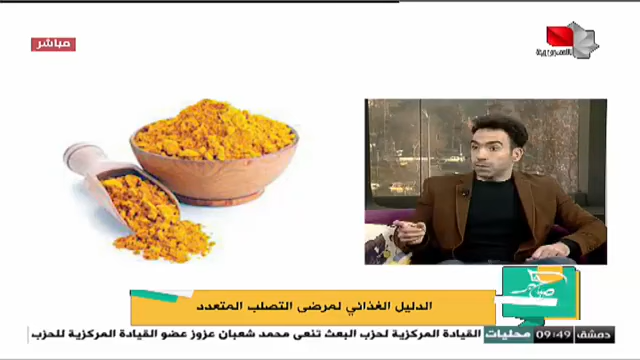 مباشر
الدليل الغذائي لمرضى التصلب المتعدد
دمشق 09:49 محليات القيادة المركزية لحزب البعث تنعى محمد شعبان عزوز عضو القيادة المركزية للحزب